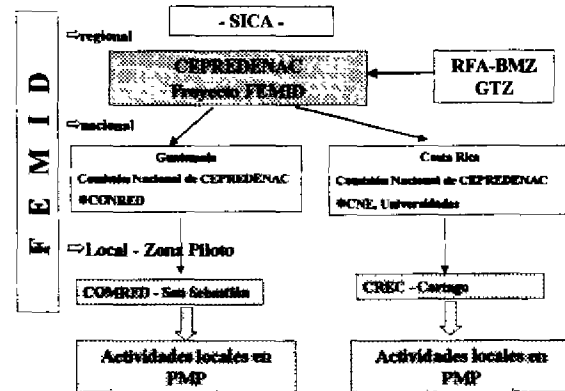 - SICA -
⇨regional
CEPREDENAC
Proyecto FEMID
RFA-BMZ
GTZ
FEMID
⇨nacional
Guatemala
Comisión Nacional de CEPREDENAC
*CONRED
Costa Rica
Comisión Nacional de CEPREDENAC
*CNE, Universidades
⇨Local - Zona Piloto
COMRED - San Sebastián
CREC - Cartago
Actividades locales en
PMP
Actividades locales en
PMP